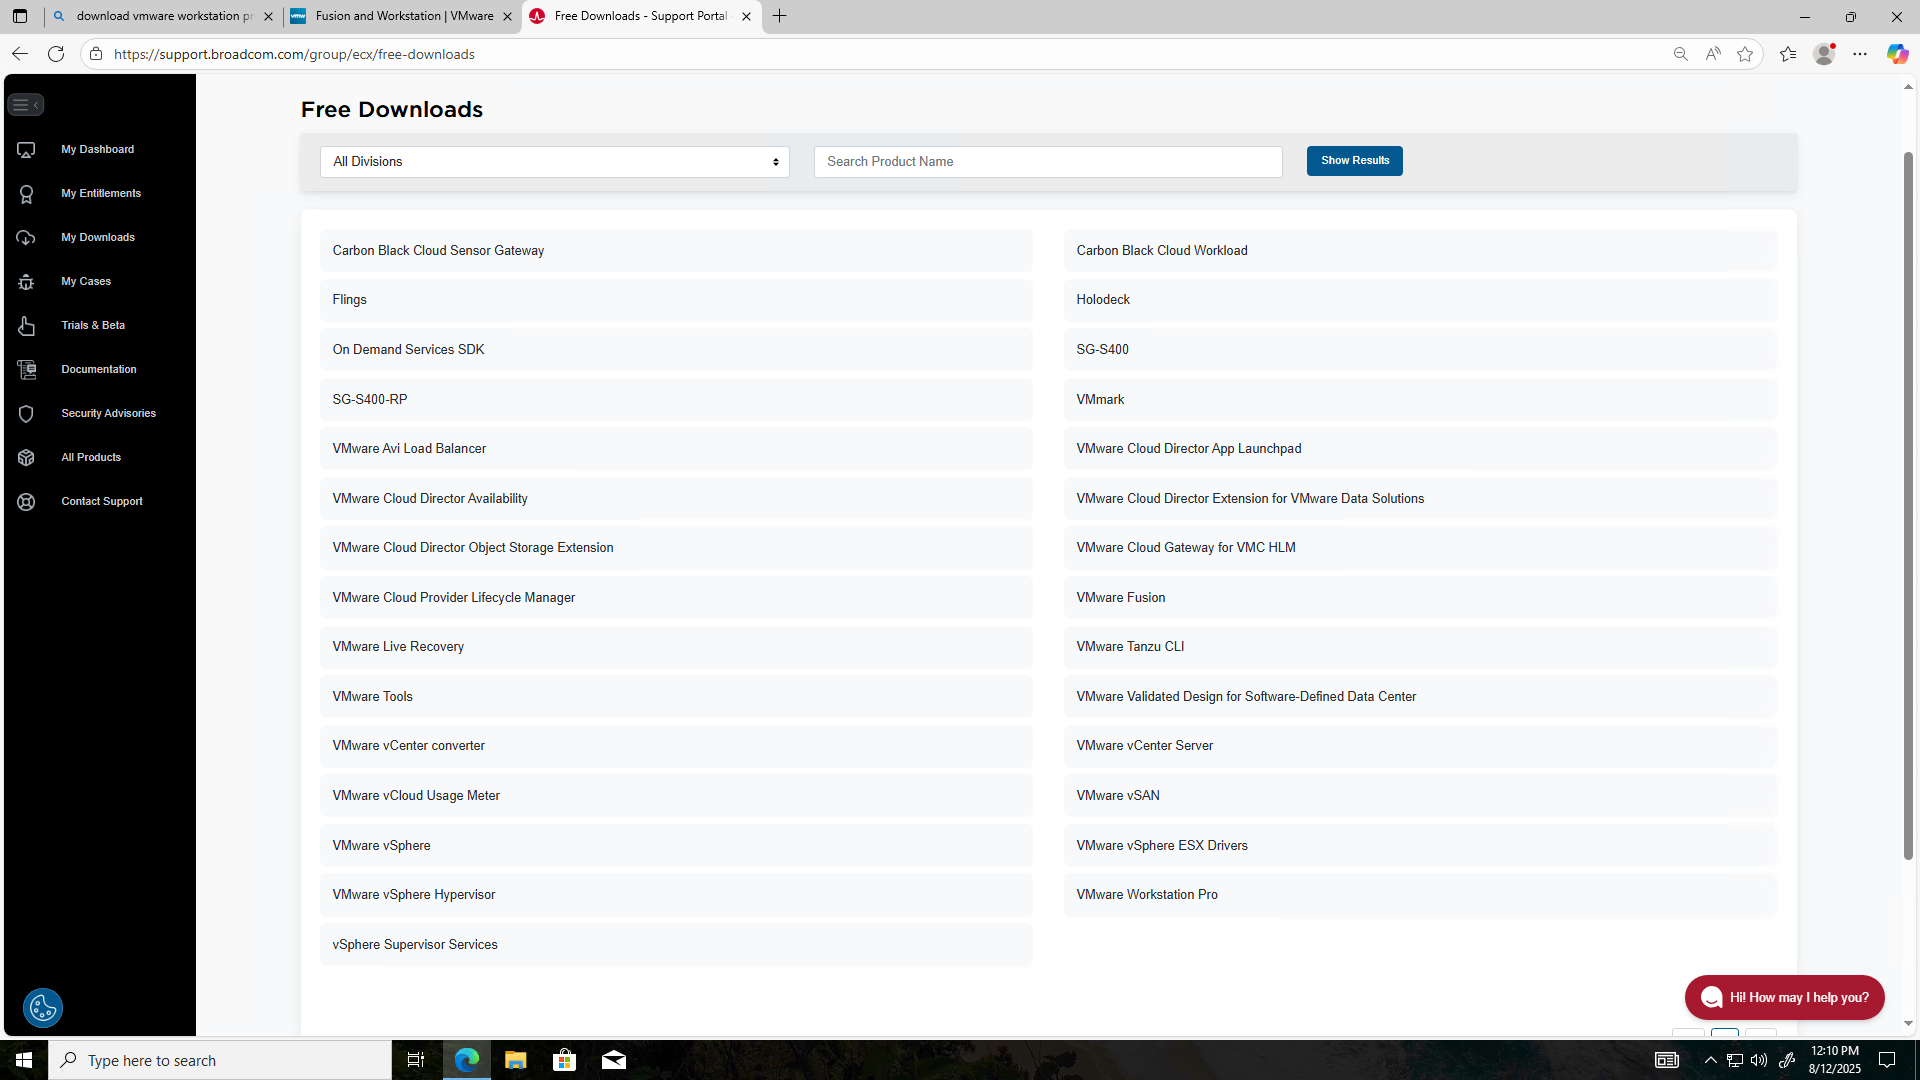 download vmware workstation pr
Fusion and Workstation | VMware
Free Downloads - Support Portal
https://support.broadcom.com/group/ecx/free-downloads
My Dashboard
My Entitlements
My Downloads
My Cases
Trials & Beta
Documentation
Security Advisories
All Products
Contact Support
Free Downloads
All Divisions
Search Product Name
Show Results
Carbon Black Cloud Sensor Gateway
Carbon Black Cloud Workload
Flings
Holodeck
On Demand Services SDK
SG-S400
SG-S400-RP
VMmark
VMware Avi Load Balancer
VMware Cloud Director App Launchpad
VMware Cloud Director Availability
VMware Cloud Director Extension for VMware Data Solutions
VMware Cloud Director Object Storage Extension
VMware Cloud Gateway for VMC HLM
VMware Cloud Provider Lifecycle Manager
VMware Fusion
VMware Live Recovery
VMware Tanzu CLI
VMware Tools
VMware Validated Design for Software-Defined Data Center
VMware vCenter converter
VMware vCenter Server
VMware vCloud Usage Meter
VMware vSAN
VMware vSphere
VMware vSphere ESX Drivers
VMware vSphere Hypervisor
VMware Workstation Pro
vSphere Supervisor Services
Hi! How may I help you?
Type here to search
12:10 PM
8/12/2025